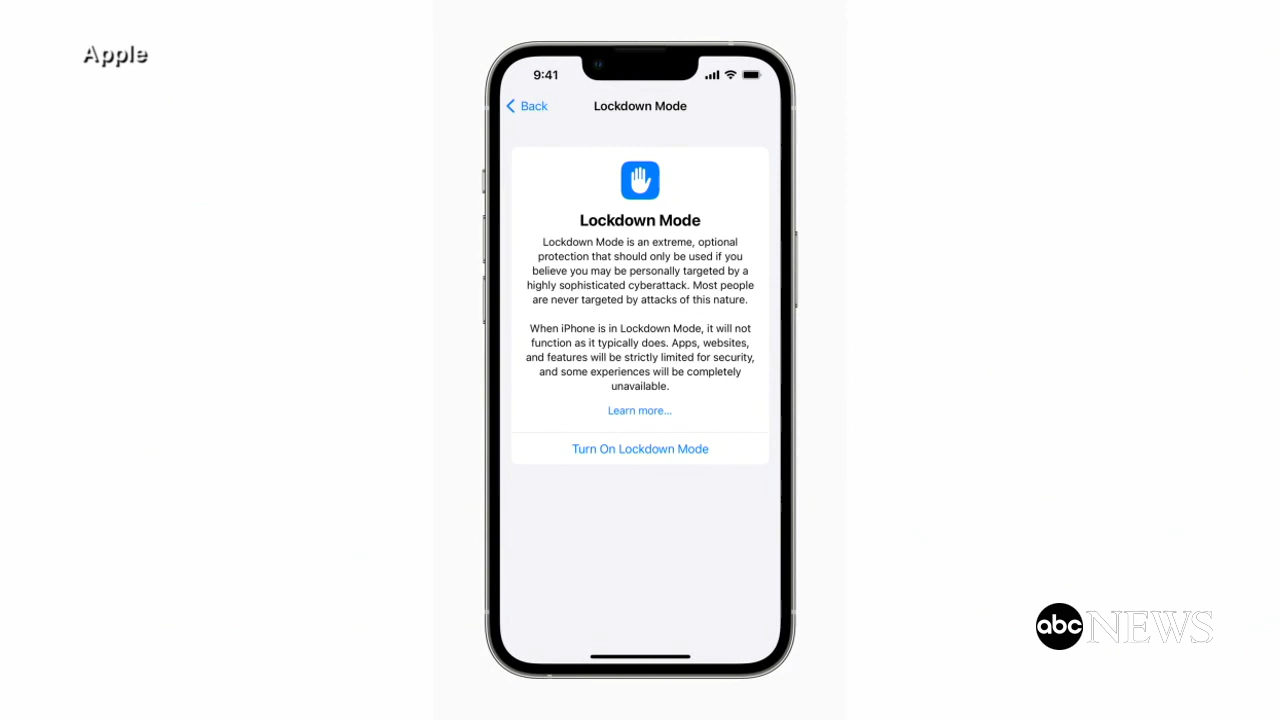 Apple
9:41
Back
Lockdown Mode
Lockdown Mode
Lockdown Mode is an extreme, optional
protection that should only be used if you
believe you may be personally targeted by a
highly sophisticated cyberattack. Most people
are never targeted by attacks of this nature.
When iPhone is in Lockdown Mode, it will not
function as it typically does. Apps, websites,
and features will be strictly limited for security,
and some experiences will be completely
unavailable.
Learn more...
Turn On Lockdown Mode
abc NEWS